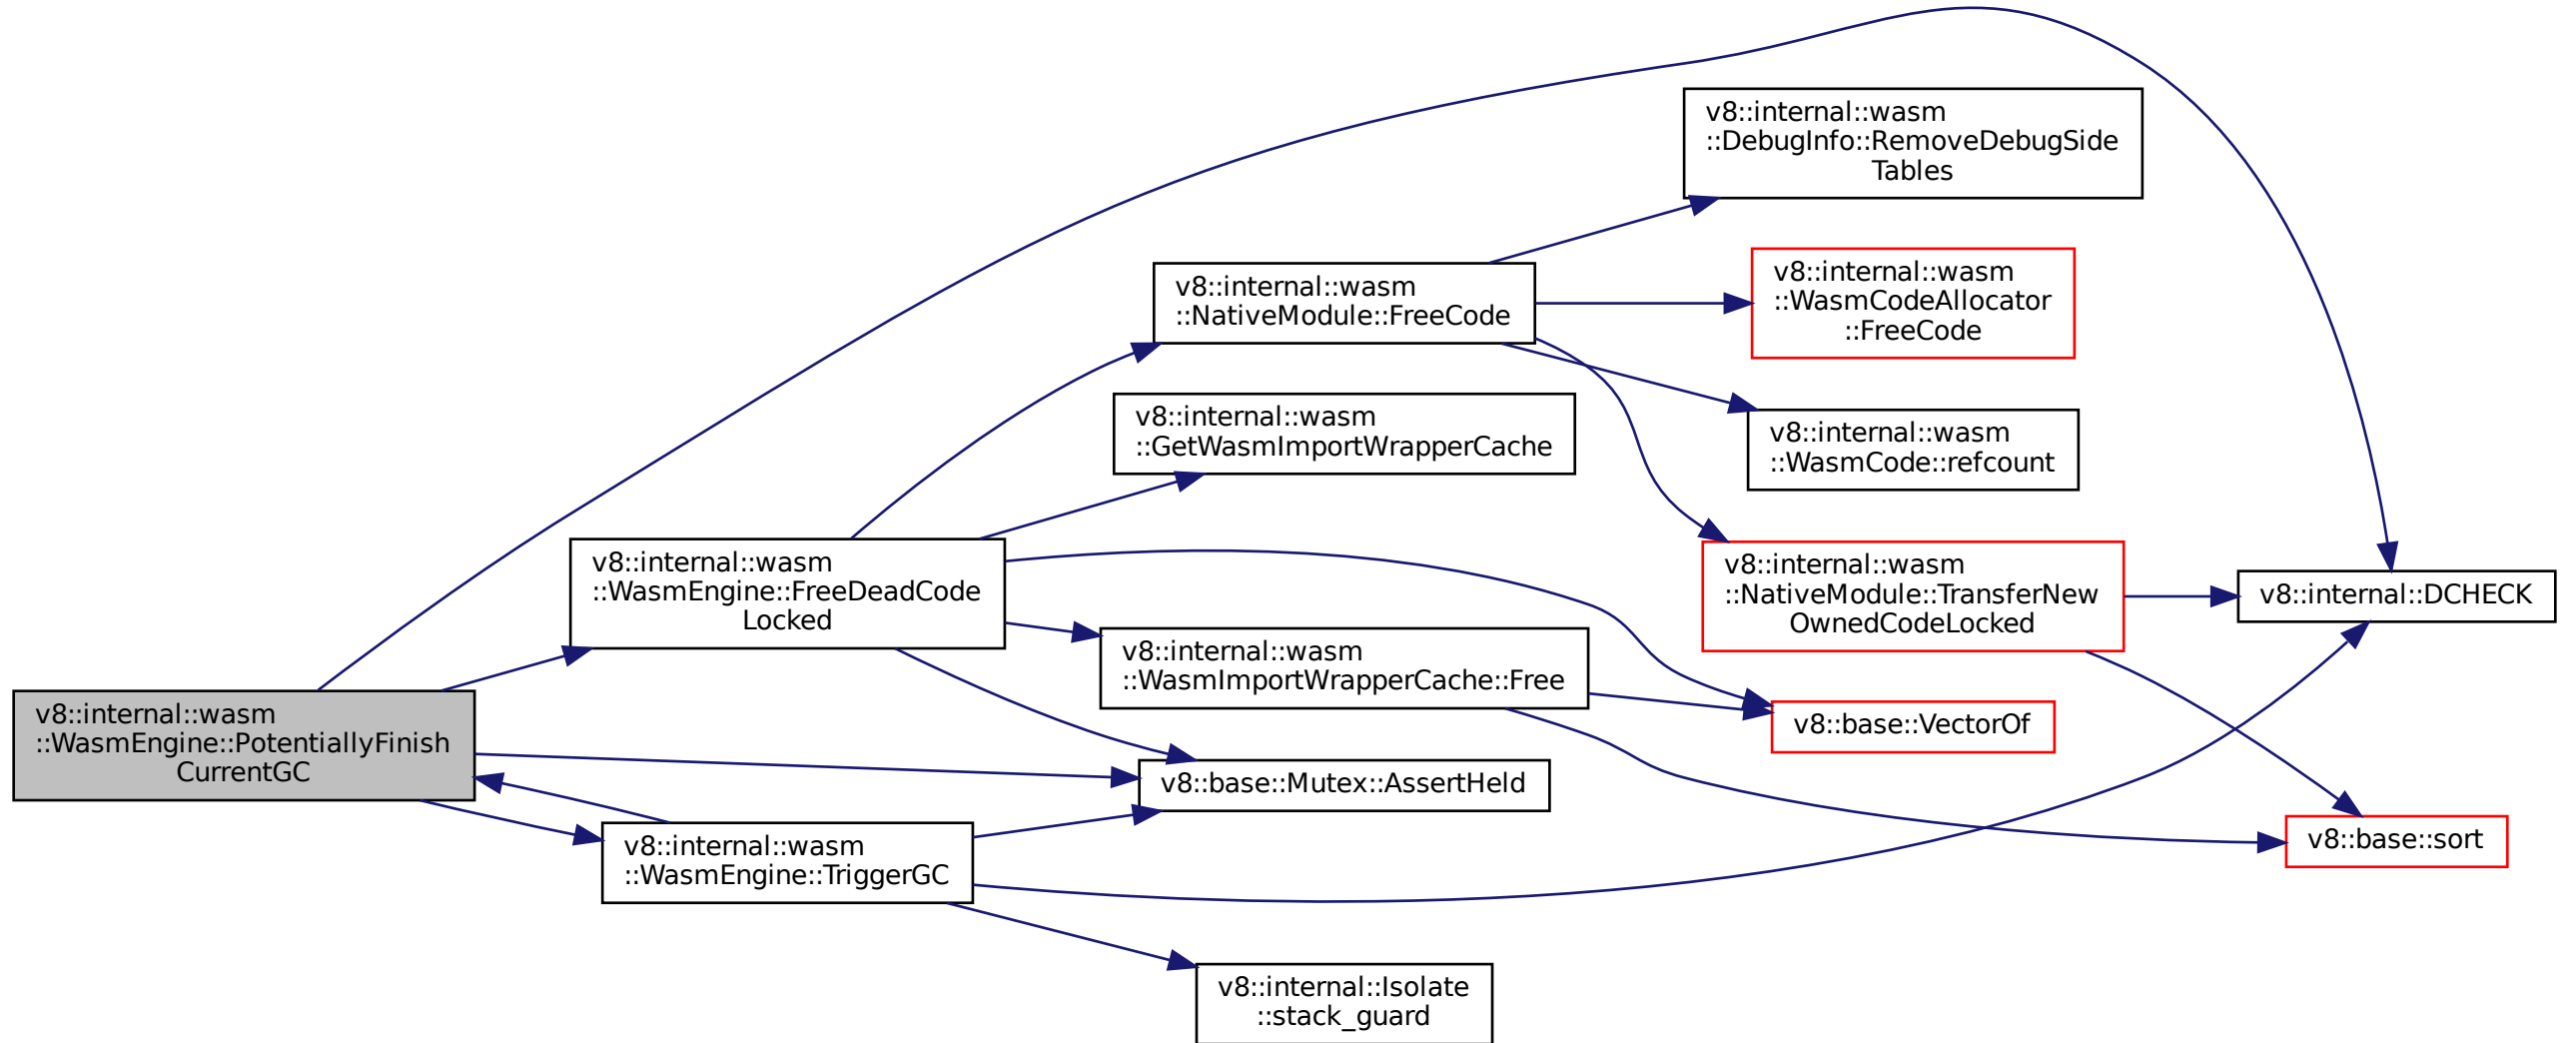 v8::internal::wasm
::DebugInfo::RemoveDebugSide
Tables
v8::internal::wasm
::NativeModule::FreeCode
v8::internal::wasm
::WasmCodeAllocator
::FreeCode
v8::internal::wasm
::GetWasmImportWrapperCache
v8::internal::wasm
::WasmCode::refcount
v8::internal::wasm
::WasmEngine::FreeDeadCode
Locked
v8::internal::wasm
::NativeModule::TransferNew
OwnedCodeLocked
v8::internal::DCHECK
v8::internal::wasm
::WasmImportWrapperCache::Free
v8::internal::wasm
::WasmEngine::PotentiallyFinish
CurrentGC
v8::base::VectorOf
v8::base::Mutex::AssertHeld
v8::internal::wasm
::WasmEngine::TriggerGC
v8::base::sort
v8::internal::Isolate
::stack_guard